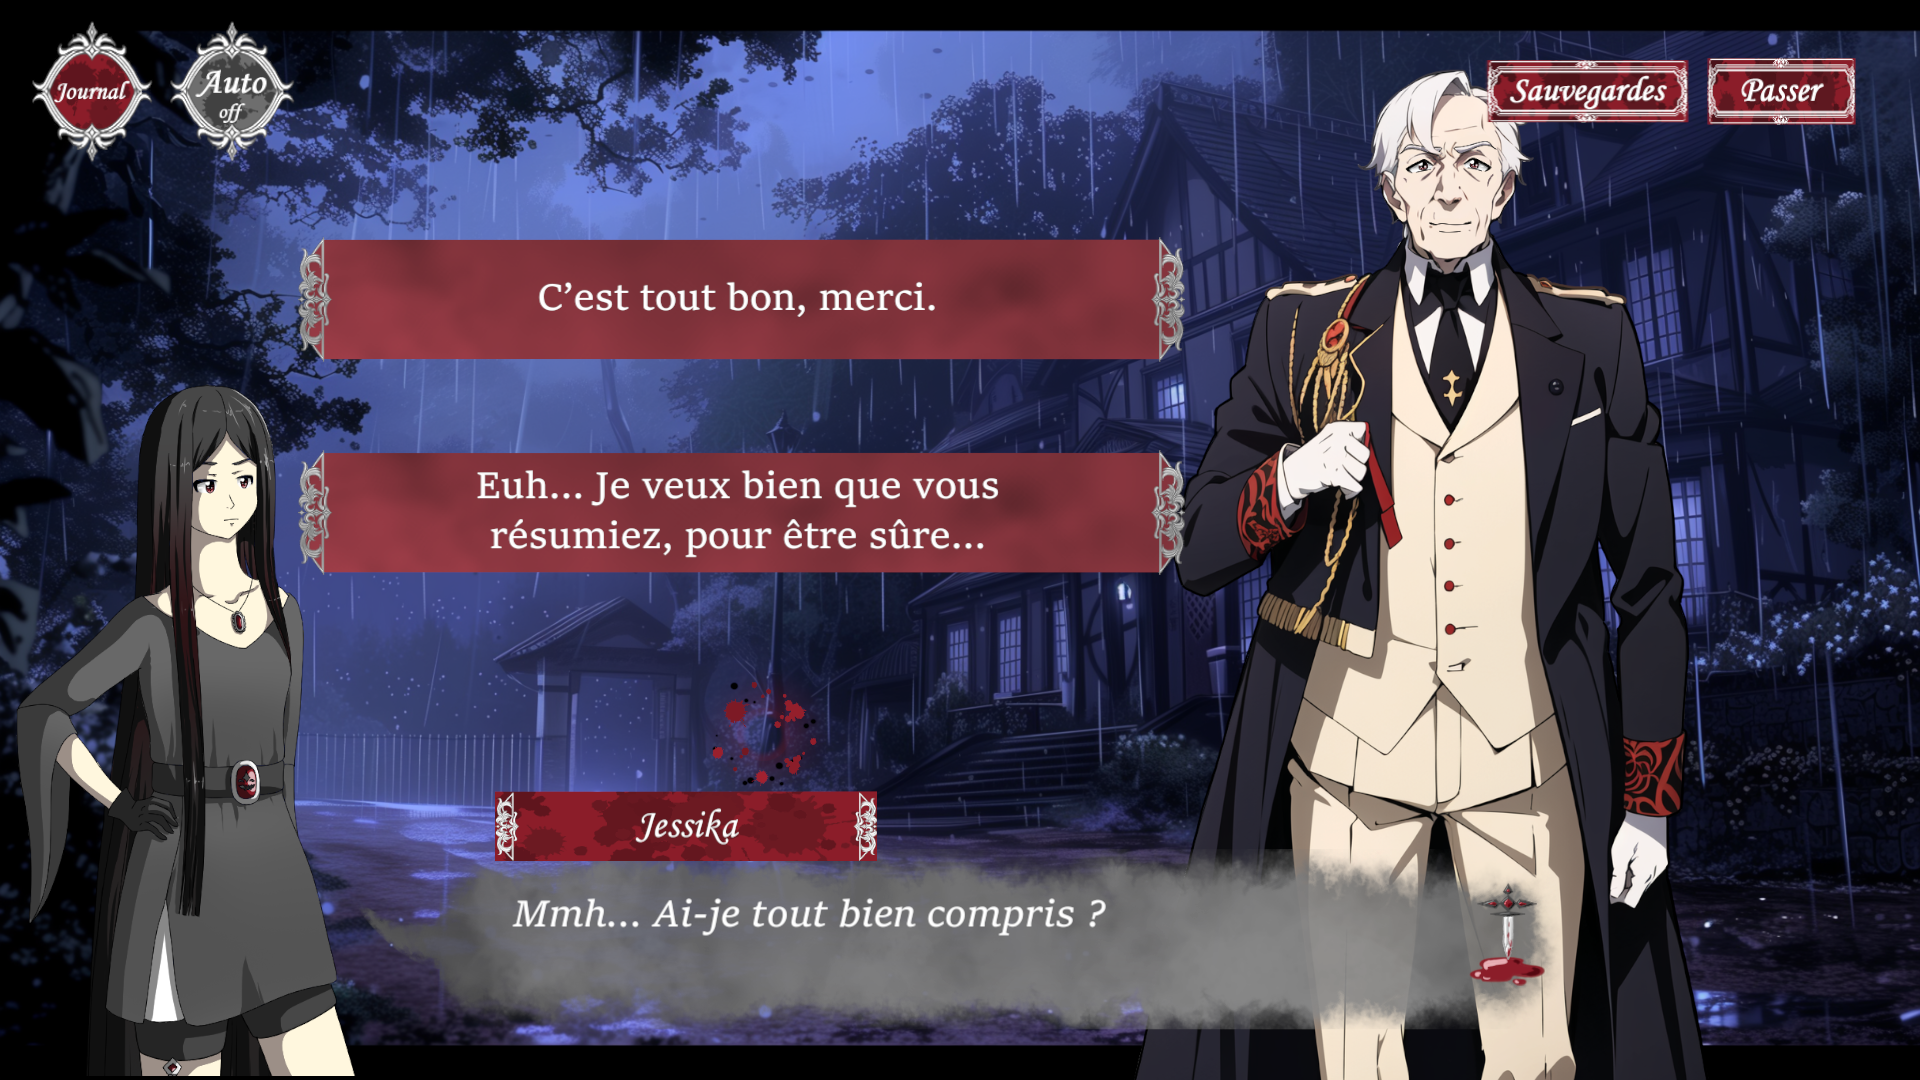 Journal
Auto
off
Sauvegardes
Passer
C’est tout bon, merci.
Euh... Je veux bien que vous
résumiez, pour être sûre...
Jessika
Mmh... Ai-je tout bien compris ?